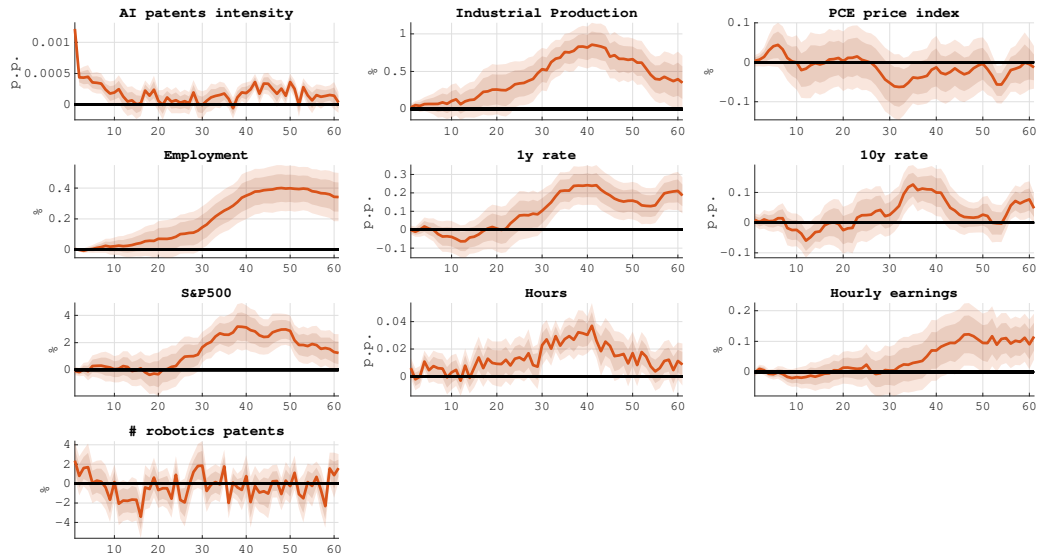 AI patents intensity
p.p.
0.001
0.0005
0
10 20 30 40 50 60
Industrial Production
%
1
0.5
0
10 20 30 40 50 60
PCE price index
%
0.1
0
-0.1
10 20 30 40 50 60
Employment
%
0.4
0.2
0
10 20 30 40 50 60
1y rate
p.p.
0.3
0.2
0.1
0
-0.1
10 20 30 40 50 60
10y rate
p.p.
0.1
0
-0.1
10 20 30 40 50 60
S&P500
%
4
2
0
10 20 30 40 50 60
Hours
p.p.
0.04
0.02
0
10 20 30 40 50 60
Hourly earnings
%
0.2
0.1
0
10 20 30 40 50 60
# robotics patents
%
4
2
0
-2
-4
10 20 30 40 50 60